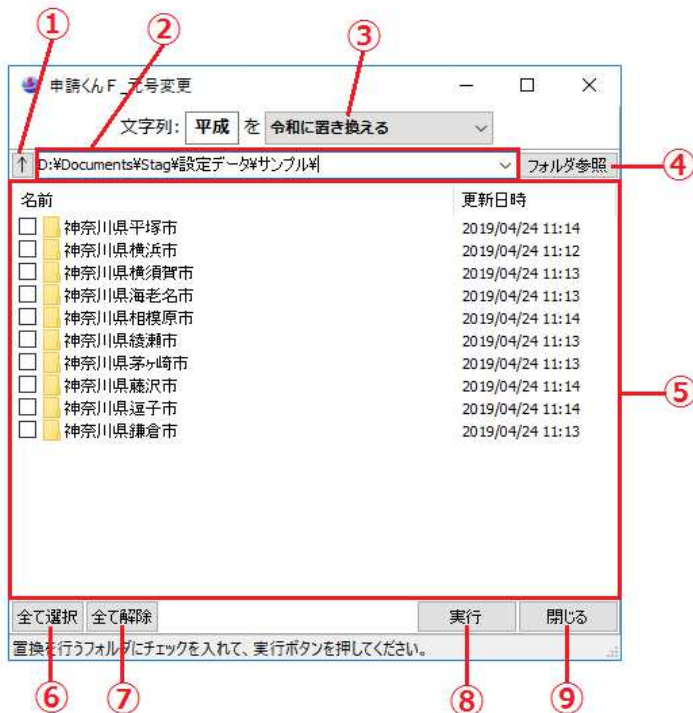 ① ② ③
申請くんF_元号変更
文字列: 平成 を 令和に置き換える
↑ D:¥Documents¥Stag¥設定データ¥サンプル¥ フォルダ参照 ④
名前 更新日時
神奈川県平塚市 2019/04/24 11:14
神奈川県横浜市 2019/04/24 11:12
神奈川県横須賀市 2019/04/24 11:13
神奈川県海老名市 2019/04/24 11:13
神奈川県相模原市 2019/04/24 11:14
神奈川県綾瀬市 2019/04/24 11:13
神奈川県茅ヶ崎市 2019/04/24 11:13
神奈川県藤沢市 2019/04/24 11:14
神奈川県逗子市 2019/04/24 11:14
神奈川県鎌倉市 2019/04/24 11:13
⑤
全て選択 全て解除 実行 閉じる
置換を行うフォルダにチェックを入れて、実行ボタンを押してください。
⑥ ⑦ ⑧ ⑨